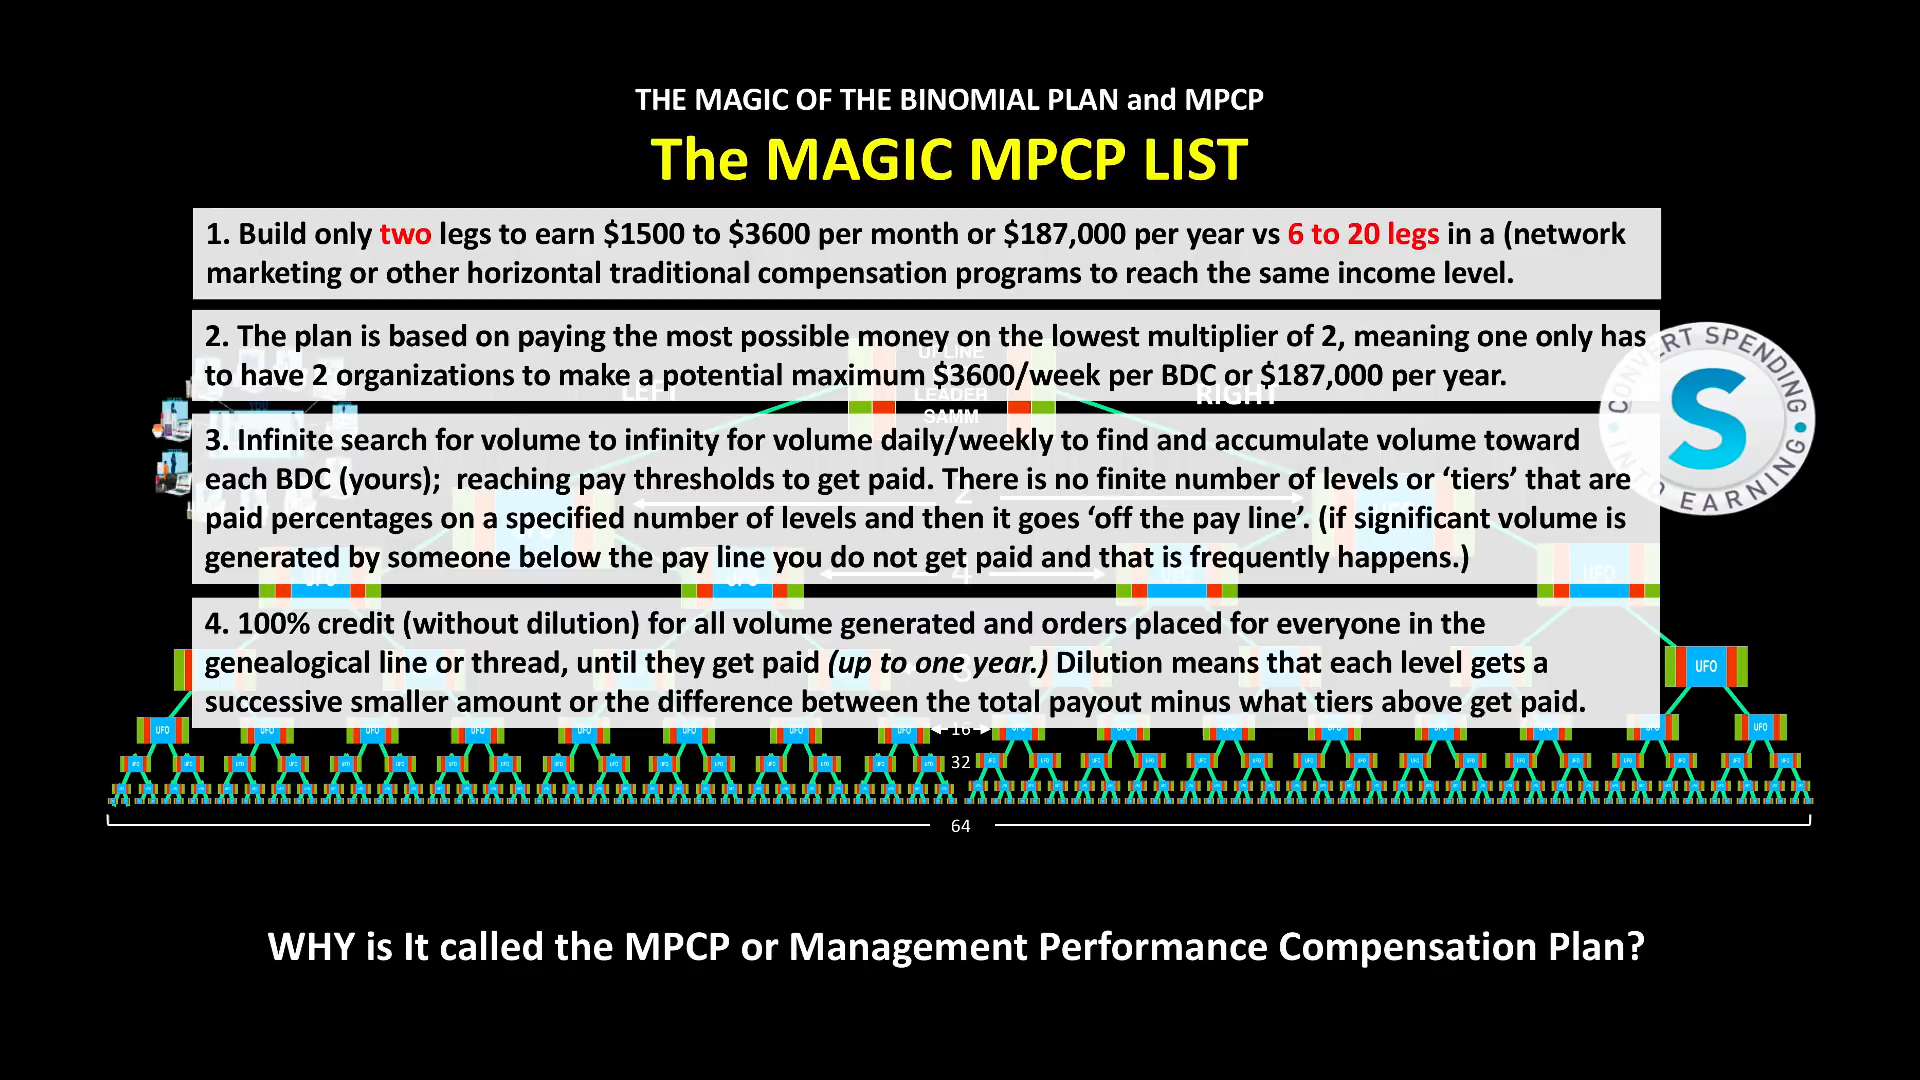 THE MAGIC OF THE BINOMIAL PLAN and MPCP
The MAGIC MPCP LIST
1. Build only two legs to earn $1500 to $3600 per month or $187,000 per year vs 6 to 20 legs in a (network
marketing or other horizontal traditional compensation programs to reach the same income level.
2. The plan is based on paying the most possible money on the lowest multiplier of 2, meaning one only has
to have 2 organizations to make a potential maximum $3600/week per BDC or $187,000 per year.
3. Infinite search for volume to infinity for volume daily/weekly to find and accumulate volume toward
each BDC (yours);  reaching pay thresholds to get paid. There is no finite number of levels or ‘tiers’ that are
paid percentages on a specified number of levels and then it goes ‘off the pay line’. (if significant volume is
generated by someone below the pay line you do not get paid and that is frequently happens.)
4. 100% credit (without dilution) for all volume generated and orders placed for everyone in the
genealogical line or thread, until they get paid (up to one year.) Dilution means that each level gets a
successive smaller amount or the difference between the total payout minus what tiers above get paid.
UPLINE
LEADER
SAMM
LEFT
RIGHT
CONVERT SPENDING
S
INTO EARNING
2
4
UFO
UFO
16
32
64
WHY is It called the MPCP or Management Performance Compensation Plan?